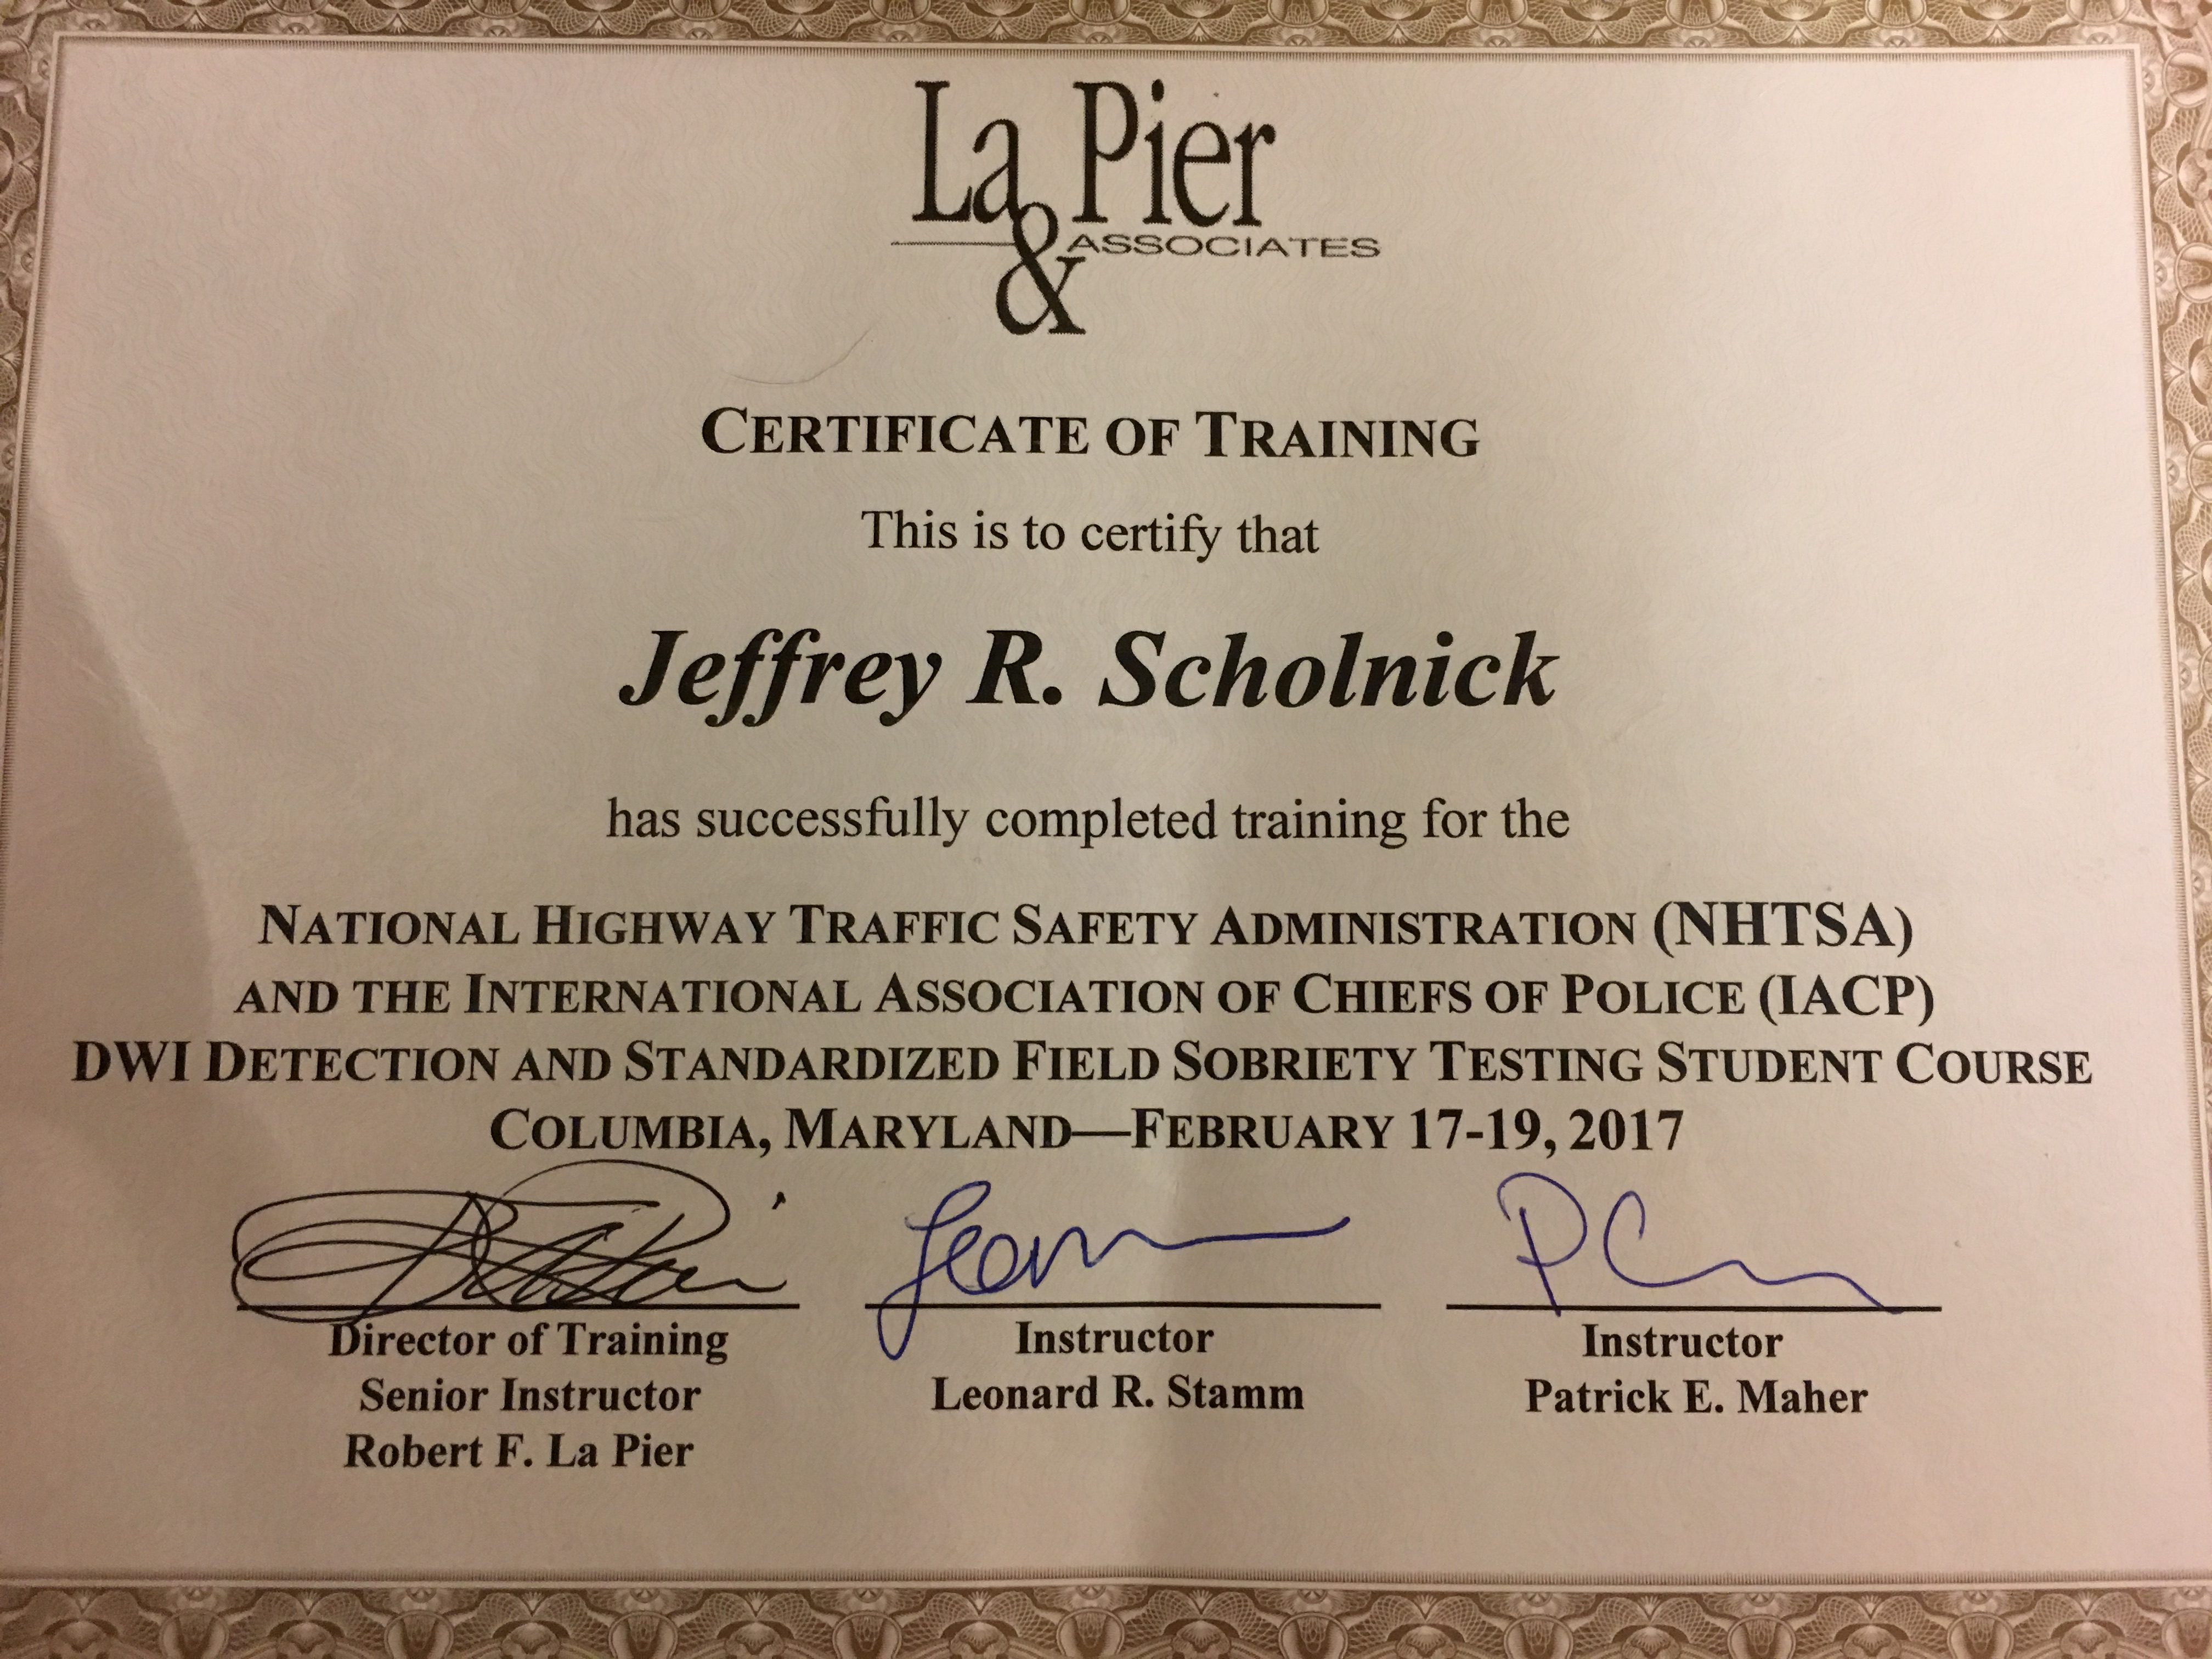 La Pier
& ASSOCIATES
CERTIFICATE OF TRAINING
This is to certify that
Jeffrey R. Scholnick
has successfully completed training for the
NATIONAL HIGHWAY TRAFFIC SAFETY ADMINISTRATION (NHTSA)
AND THE INTERNATIONAL ASSOCIATION OF CHIEFS OF POLICE (IACP)
DWI DETECTION AND STANDARDIZED FIELD SOBRIETY TESTING STUDENT COURSE
COLUMBIA, MARYLAND—FEBRUARY 17-19, 2017
Director of Training
Senior Instructor
Robert F. La Pier
Instructor
Leonard R. Stamm
Instructor
Patrick E. Maher